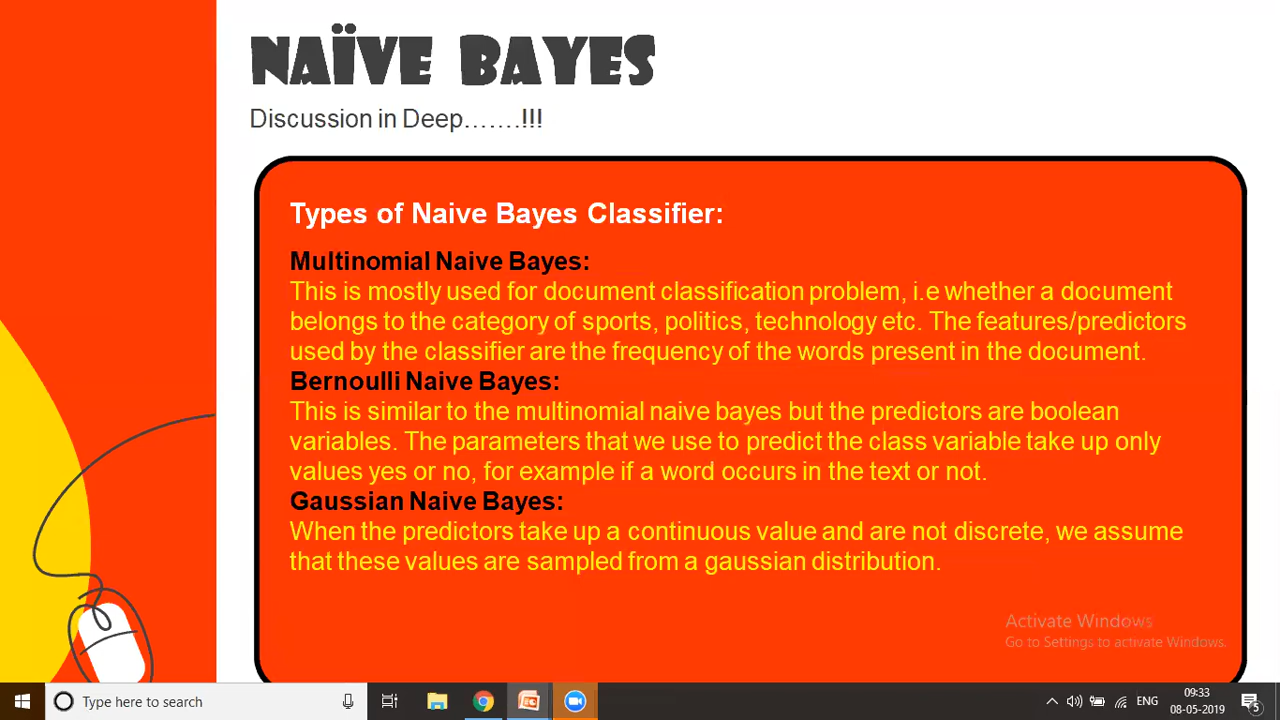 NAÏVE BAYES
Discussion in Deep…….!!!
Types of Naive Bayes Classifier:
Multinomial Naive Bayes:
This is mostly used for document classification problem, i.e whether a document
belongs to the category of sports, politics, technology etc. The features/predictors
used by the classifier are the frequency of the words present in the document.
Bernoulli Naive Bayes:
This is similar to the multinomial naive bayes but the predictors are boolean
variables. The parameters that we use to predict the class variable take up only
values yes or no, for example if a word occurs in the text or not.
Gaussian Naive Bayes:
When the predictors take up a continuous value and are not discrete, we assume
that these values are sampled from a gaussian distribution.
Activate Windows
Go to Settings to activate Windows.
Type here to search
ENG
09:33
08-05-2019
5